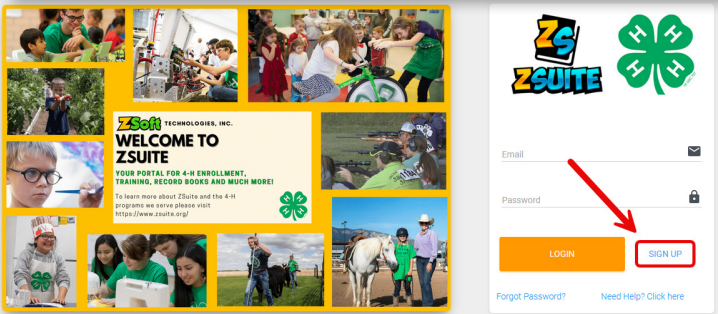 ZSoft TECHNOLOGIES, INC.
WELCOME TO
ZSUITE
YOUR PORTAL FOR 4-H ENROLLMENT,
TRAINING, RECORD BOOKS AND MUCH MORE!
To learn more about ZSuite and the 4-H
programs we serve please visit
https://www.zsuite.org/
H H H H
ZS
ZSUITE
H H H H
Email
Password
LOGIN
SIGN UP
Forgot Password?
Need Help? Click here